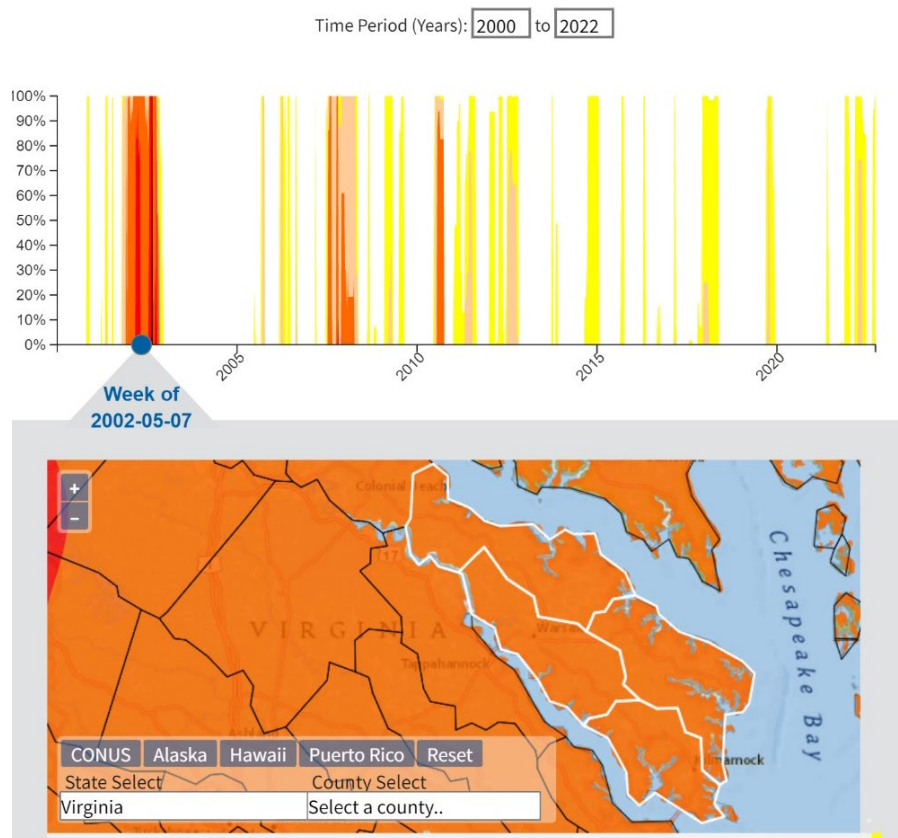 Time Period (Years): 2000 to 2022
100%
90%
80%
70%
60%
50%
40%
30%
20%
10%
0%
2005
2010
2015
2020
Week of
2002-05-07
+
−
Colonial Beach
17
VIRGINIA
Warsaw
Tappahannock
Chesapeake Bay
Kilmarnock
CONUS Alaska Hawaii Puerto Rico Reset
State Select County Select
Virginia Select a county..